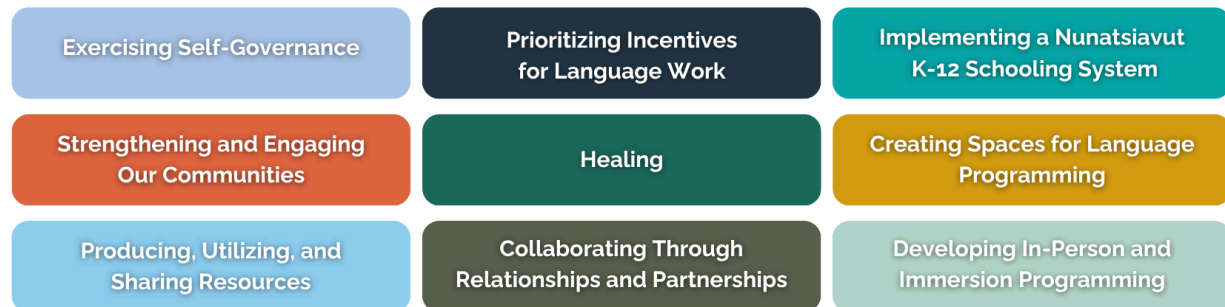 Exercising Self-Governance
Prioritizing Incentives
for Language Work
Implementing a Nunatsiavut
K-12 Schooling System
Strengthening and Engaging
Our Communities
Healing
Creating Spaces for Language
Programming
Producing, Utilizing, and
Sharing Resources
Collaborating Through
Relationships and Partnerships
Developing In-Person and
Immersion Programming